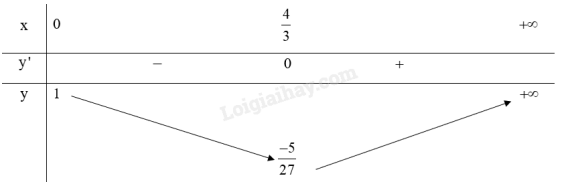 x 0 4/3 +∞
y' − 0 +
y 1 +∞
Loigiaihay.com
−5/27